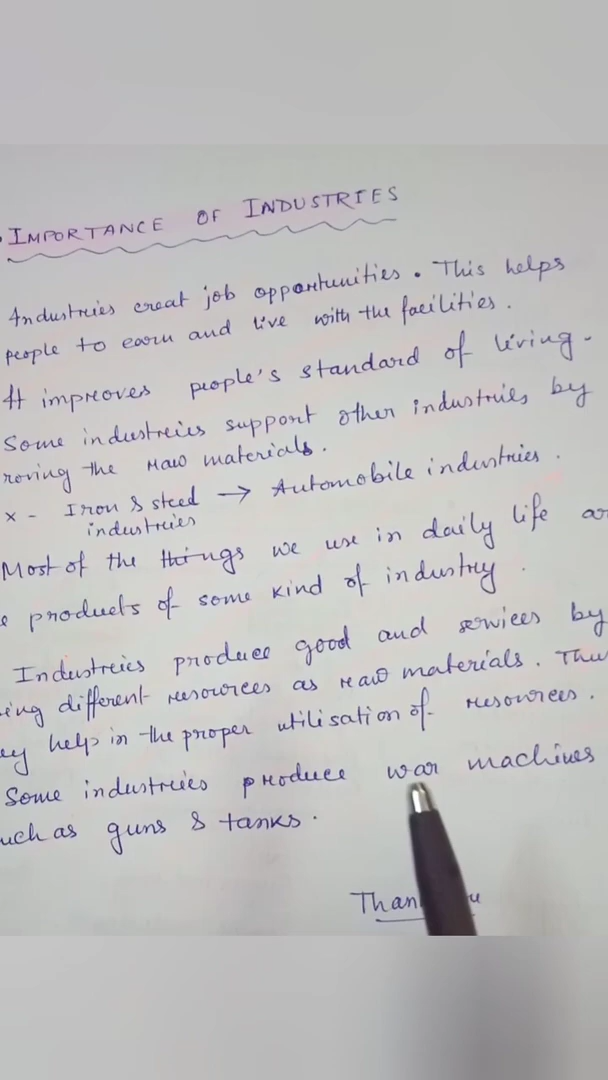 IMPORTANCE OF INDUSTRIES
Industries creat job opportunities. This helps
people to earn and live with the facilities.
It improves people's standard of living.
Some industries support other industries by
roving the raw materials.
x - Iron & steel → Automobile industries.
industries
Most of the things we use in daily life ar
e products of some kind of industry.
Industries produce good and services by
ing different resources as raw materials. Thu
ey help in the proper utilisation of resources.
Some industries produce war machines
uch as guns & tanks.